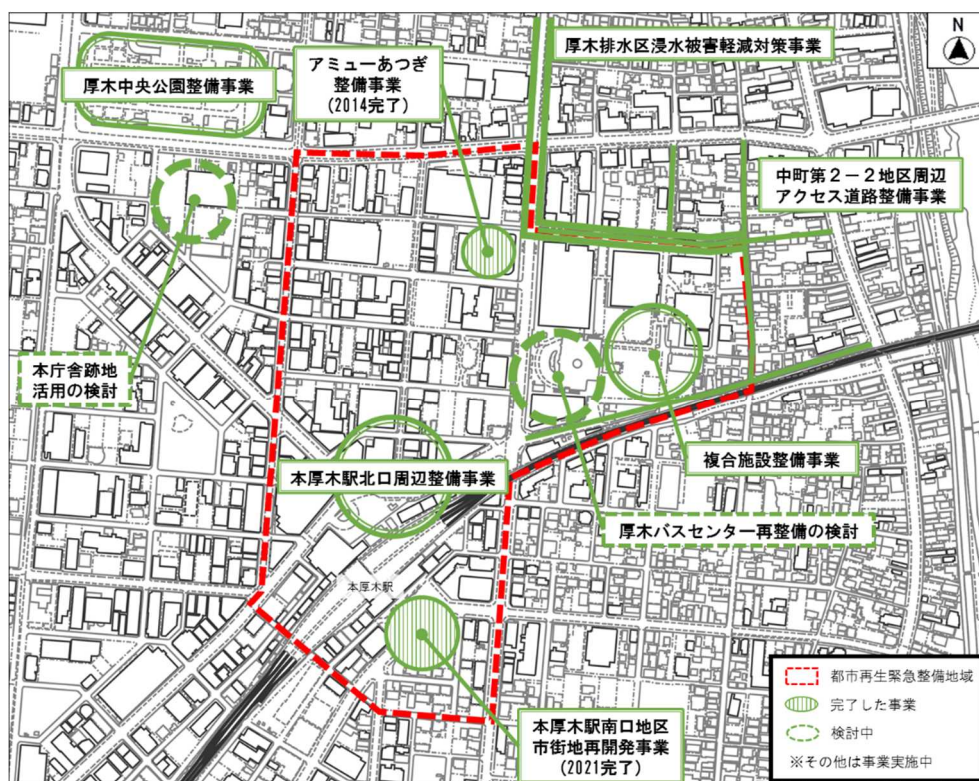 N
厚木中央公園整備事業
アミューあつぎ
整備事業
(2014完了)
厚木排水区浸水被害軽減対策事業
中町第２－２地区周辺
アクセス道路整備事業
本庁舎跡地
活用の検討
本厚木駅北口周辺整備事業
複合施設整備事業
厚木バスセンター再整備の検討
本厚木駅
本厚木駅南口地区
市街地再開発事業
(2021完了)
都市再生緊急整備地域
完了した事業
検討中
※その他は事業実施中